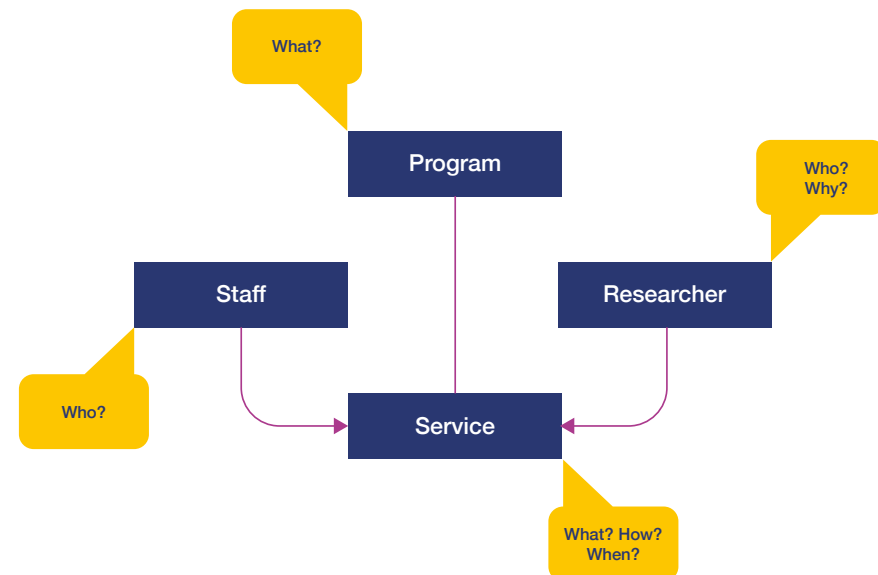 What?
Program
Who?
Why?
Staff
Researcher
Who?
Service
What? How?
When?